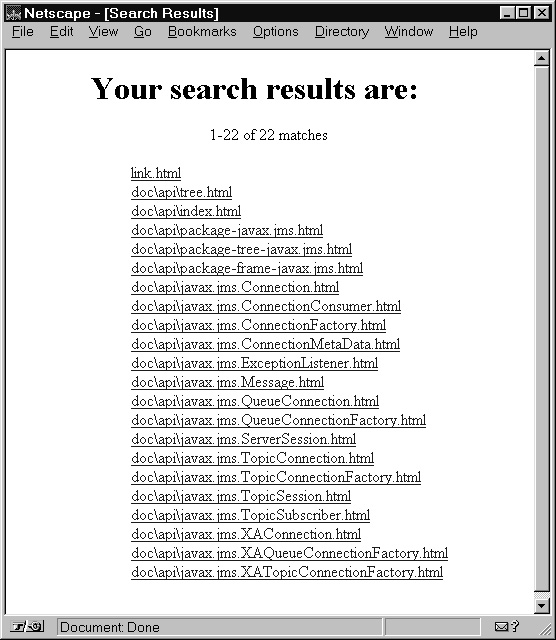 Netscape - [Search Results]
File Edit View Go Bookmarks Options Directory Window Help
Your search results are:
1-22 of 22 matches
link.html
doc\api\tree.html
doc\api\index.html
doc\api\package-javax.jms.html
doc\api\package-tree-javax.jms.html
doc\api\package-frame-javax.jms.html
doc\api\javax.jms.Connection.html
doc\api\javax.jms.ConnectionConsumer.html
doc\api\javax.jms.ConnectionFactory.html
doc\api\javax.jms.ConnectionMetaData.html
doc\api\javax.jms.ExceptionListener.html
doc\api\javax.jms.Message.html
doc\api\javax.jms.QueueConnection.html
doc\api\javax.jms.QueueConnectionFactory.html
doc\api\javax.jms.ServerSession.html
doc\api\javax.jms.TopicConnection.html
doc\api\javax.jms.TopicConnectionFactory.html
doc\api\javax.jms.TopicSession.html
doc\api\javax.jms.TopicSubscriber.html
doc\api\javax.jms.XAConnection.html
doc\api\javax.jms.XAQueueConnectionFactory.html
doc\api\javax.jms.XATopicConnectionFactory.html
Document: Done ?